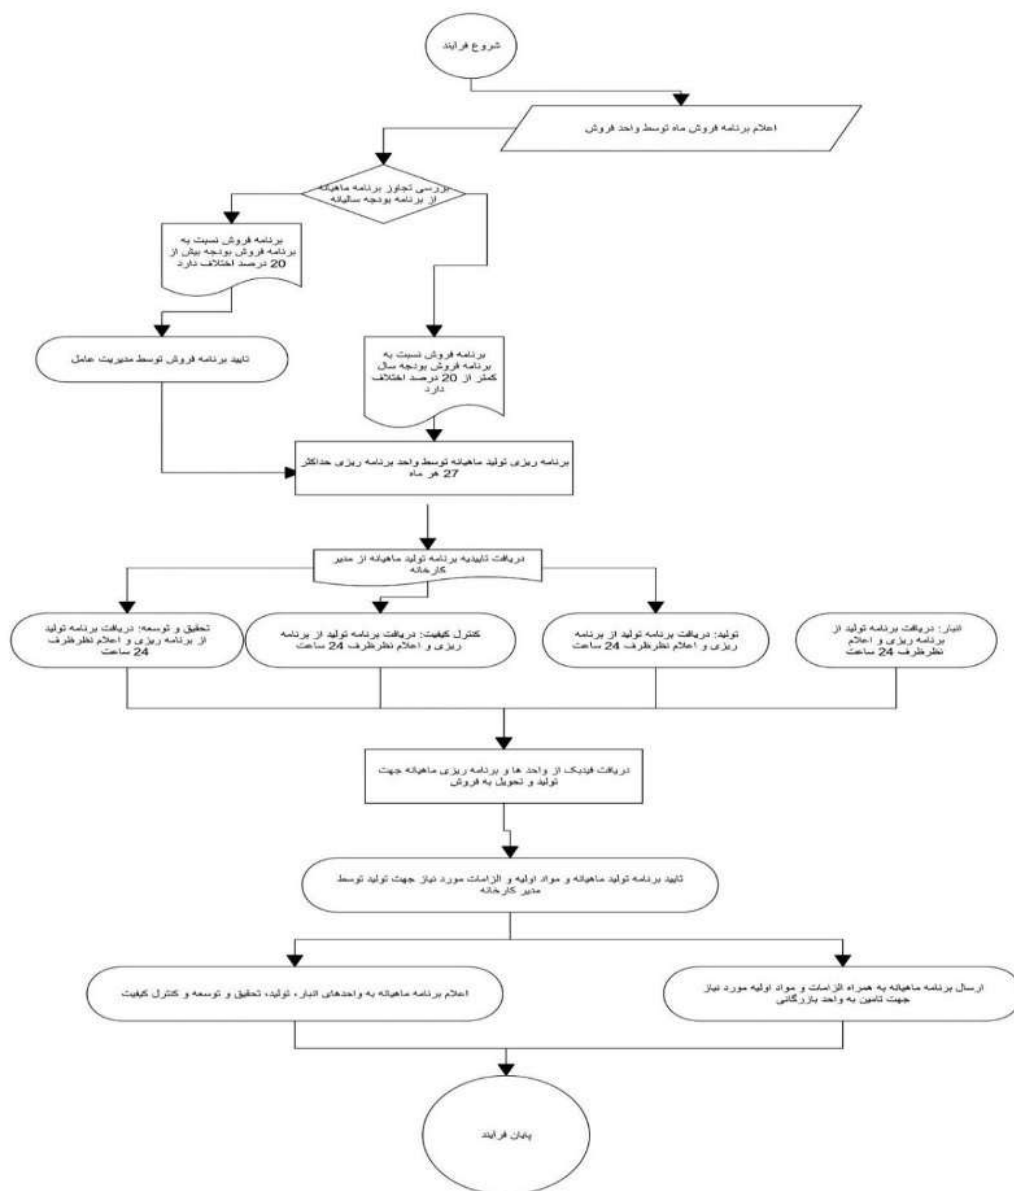 شروع فرآیند
اعلام برنامه فروش ماه توسط واحد فروش
بررسی تجاوز برنامه ماهیانه
از برنامه بودجه سالیانه
برنامه فروش نسبت به
برنامه فروش بودجه بیش از
20 درصد اختلاف دارد
تایید برنامه فروش توسط مدیریت عامل
برنامه فروش نسبت به
برنامه فروش بودجه سال
کمتر از 20 درصد اختلاف
دارد
برنامه ریزی تولید ماهیانه توسط واحد برنامه ریزی حداکثر
27 هر ماه
دریافت تاییدیه برنامه تولید ماهیانه از مدیر
کارخانه
انبار: دریافت برنامه تولید از
برنامه ریزی و اعلام
نظرظرف 24 ساعت
تولید: دریافت برنامه تولید از برنامه
ریزی و اعلام نظرظرف 24 ساعت
کنترل کیفیت: دریافت برنامه تولید از برنامه
ریزی و اعلام نظرظرف 24 ساعت
تحقیق و توسعه: دریافت برنامه تولید
از برنامه ریزی و اعلام نظرظرف
24 ساعت
دریافت فیدبک از واحد ها و برنامه ریزی ماهیانه جهت
تولید و تحویل به فروش
تایید برنامه تولید ماهیانه و مواد اولیه و الزامات مورد نیاز جهت تولید توسط
مدیر کارخانه
ارسال برنامه ماهیانه به همراه الزامات و مواد اولیه مورد نیاز
جهت تامین به واحد بازرگانی
اعلام برنامه ماهیانه به واحدهای انبار، تولید، تحقیق و توسعه و کنترل کیفیت
پایان فرآیند